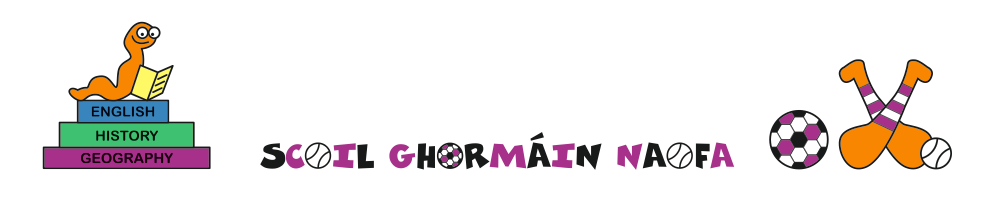 ENGLISH
HISTORY
GEOGRAPHY
SCOIL GHORMÁIN NAOFA